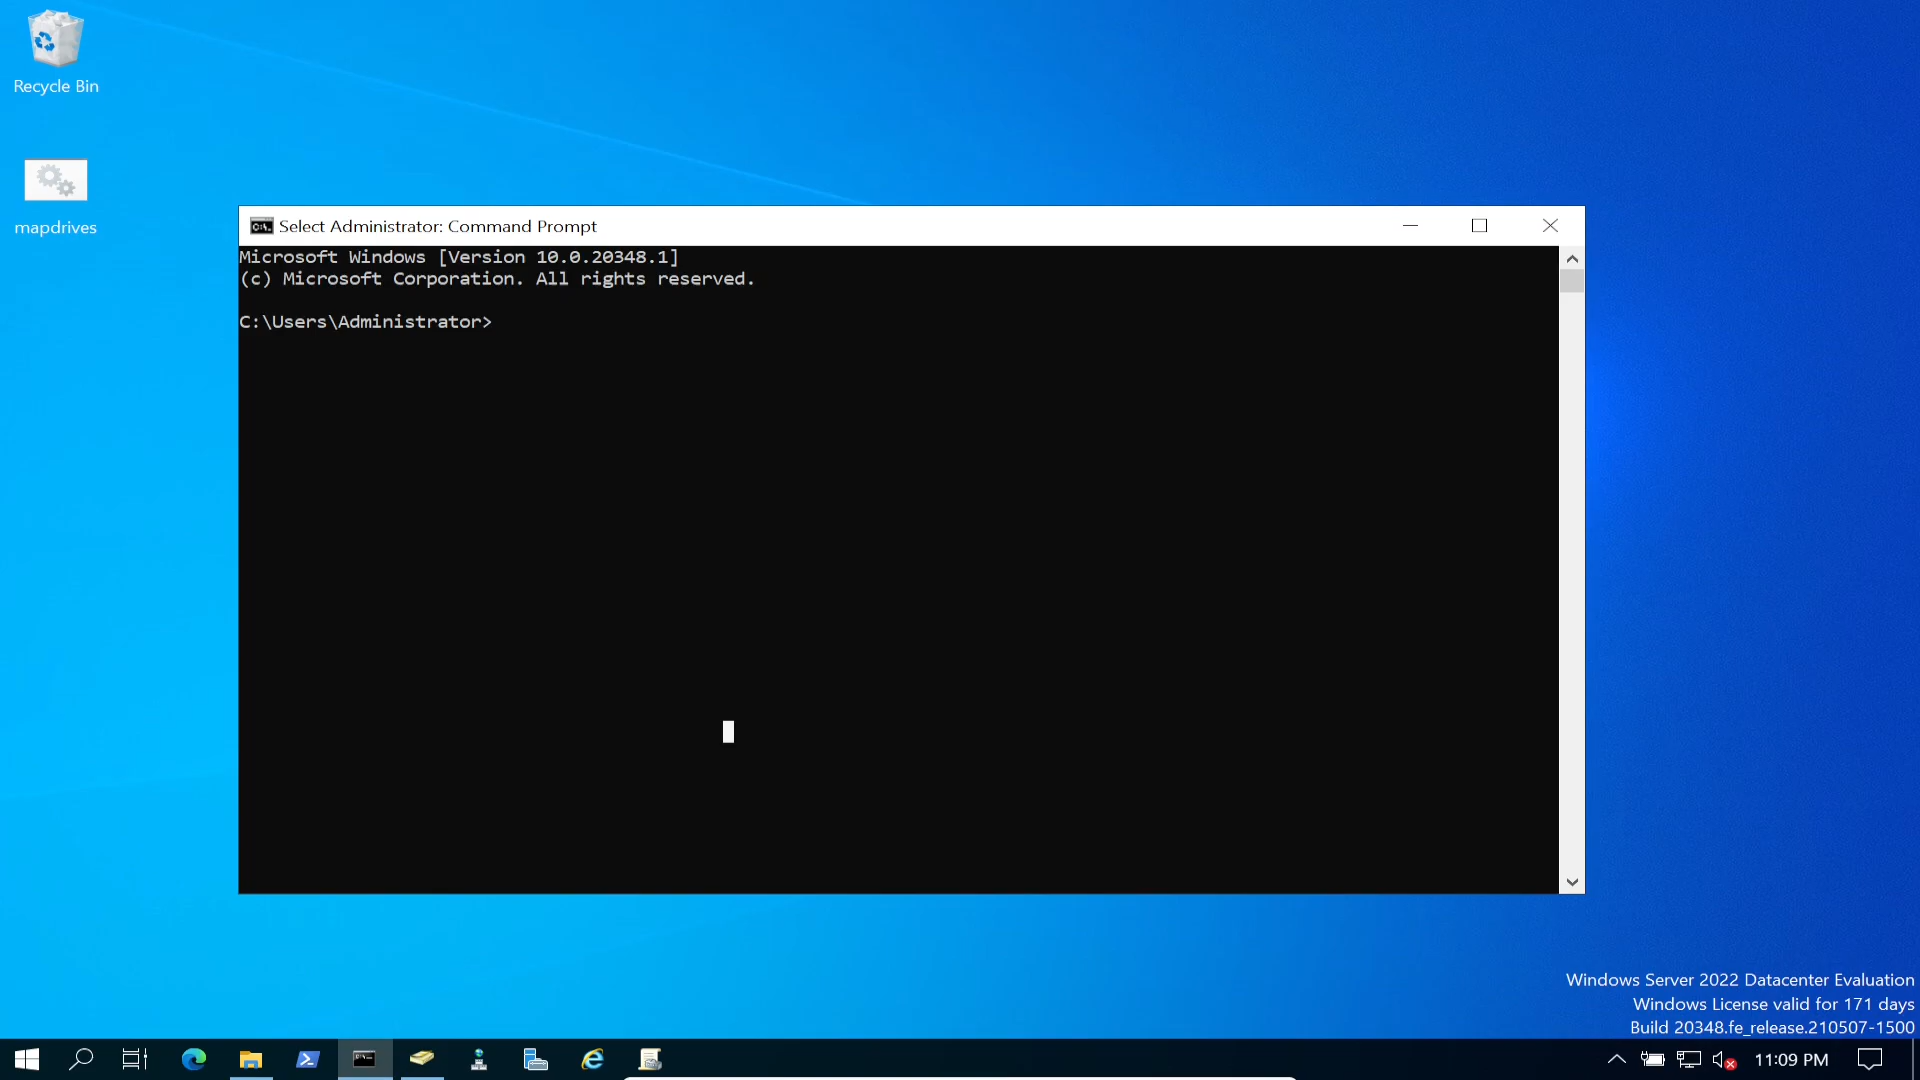 Recycle Bin
mapdrives
Select Administrator: Command Prompt
Microsoft Windows [Version 10.0.20348.1]
(c) Microsoft Corporation. All rights reserved.
C:\Users\Administrator>
Windows Server 2022 Datacenter Evaluation
Windows License valid for 171 days
Build 20348.fe_release.210507-1500
11:09 PM